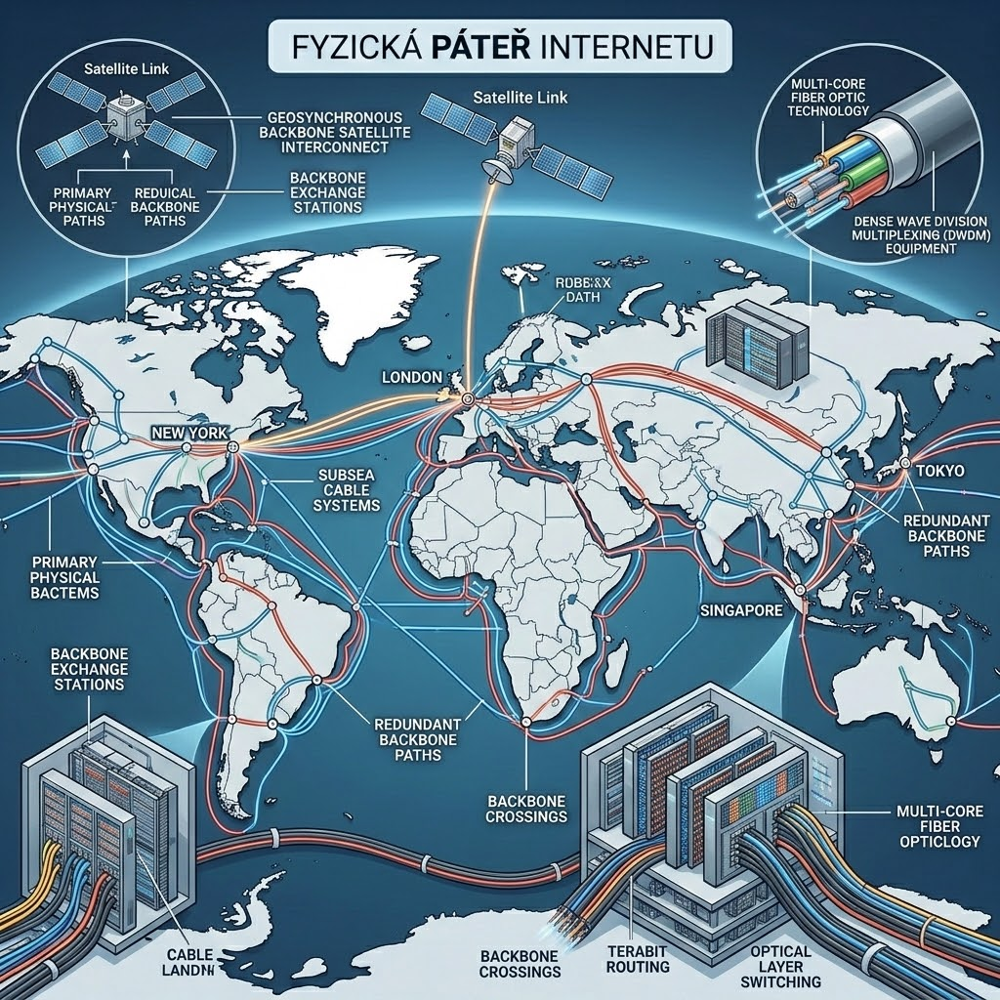 FYZICKÁ PÁTEŘ INTERNETU
Satellite Link
GEOSYNCHRONOUS
BACKBONE SATELLITE
INTERCONNECT
PRIMARY
PHYSICAL
PATHS
REDUICAL
BACKBONE
PATHS
BACKBONE
EXCHANGE
STATIONS
Satellite Link
MULTI-CORE
FIBER OPTIC
TECHNOLOGY
DENSE WAVE DIVISION
MULTIPLEXING (DWDM)
EQUIPMENT
DATH
LONDON
NEW YORK
SUBSEA
CABLE
SYSTEMS
TOKYO
REDUNDANT
BACKBONE
PATHS
PRIMARY
PHYSICAL
BACTEMS
SINGAPORE
BACKBONE
EXCHANGE
STATIONS
REDUNDANT
BACKBONE
PATHS
BACKBONE
CROSSINGS
MULTI-CORE
FIBER
OPTICLOGY
CABLE
BACKBONE
CROSSINGS
TERABIT
ROUTING
OPTICAL
LAYER
SWITCHING